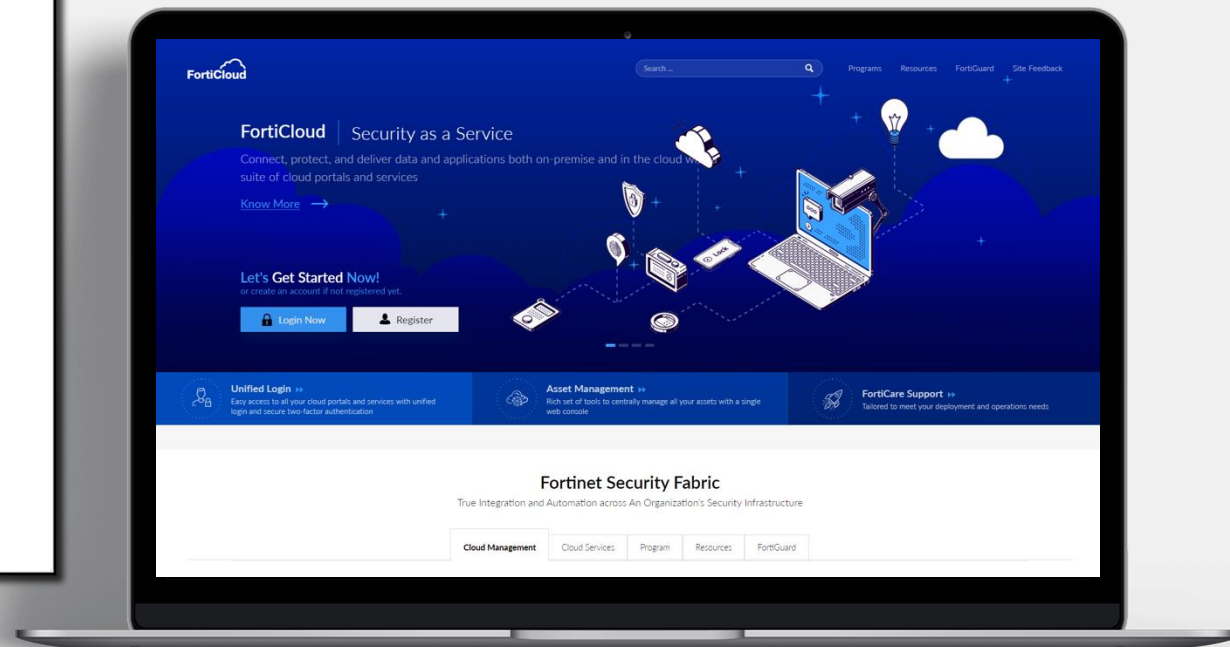 FortiCloud
Search ...
Programs Resources FortiGuard Site Feedback
FortiCloud Security as a Service
Connect, protect, and deliver data and applications both on-premise and in the cloud
suite of cloud portals and services
Know More
Let's Get Started Now!
or create an account if not registered yet.
Login Now Register
Lock
Unified Login
Easy access to all your cloud portals and services with unified
login and secure two-factor authentication
Asset Management
Rich set of tools to centrally manage all your assets with a single
web console
FortiCare Support
Tailored to meet your deployment and operations needs
Fortinet Security Fabric
True Integration and Automation across An Organization's Security Infrastructure
Cloud Management Cloud Services Program Resources FortiGuard